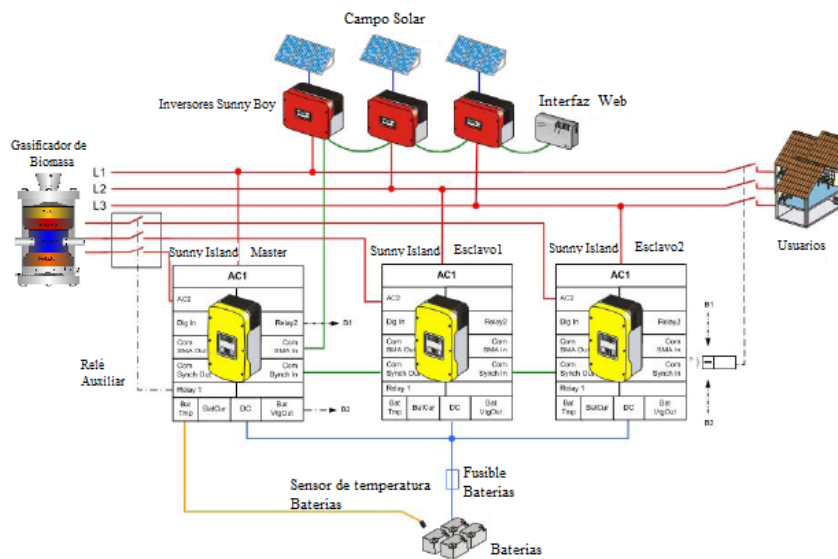 Campo Solar
Inversores Sunny Boy
Interfaz Web
Gasificador de
Biomasa
L1
L2
L3
Usuarios
Sunny Island Master
Sunny Island Esclavo1
Sunny Island Esclavo2
AC1
AC2
Dig In
Relay2
Com
SMA Out
Com
SMA In
Com
Synch Out
Com
Synch In
Relay 1
Bat
Tmp
BatCur
DC
Bat
VtgOut
B1
B2
AC1
AC2
Dig In
Relay2
Com
SMA Out
Com
SMA In
Com
Synch Out
Com
Synch In
Relay 1
Bat
Tmp
BatCur
DC
Bat
VtgOut
AC1
AC2
Dig In
Relay2
Com
SMA Out
Com
SMA In
Com
Synch Out
Com
Synch In
Relay 1
Bat
Tmp
BatCur
DC
Bat
VtgOut
B1
B2
Relé
Auxiliar
Sensor de temperatura
Baterias
Fusible
Baterias
Baterias